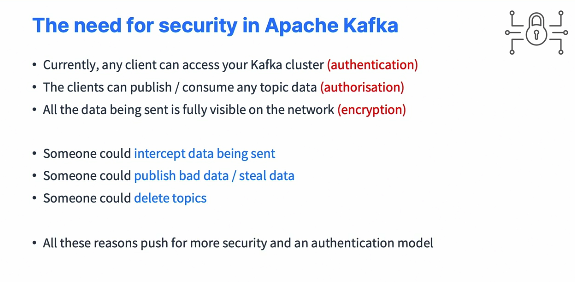 The need for security in Apache Kafka
• Currently, any client can access your Kafka cluster (authentication)
• The clients can publish / consume any topic data (authorisation)
• All the data being sent is fully visible on the network (encryption)
• Someone could intercept data being sent
• Someone could publish bad data / steal data
• Someone could delete topics
• All these reasons push for more security and an authentication model